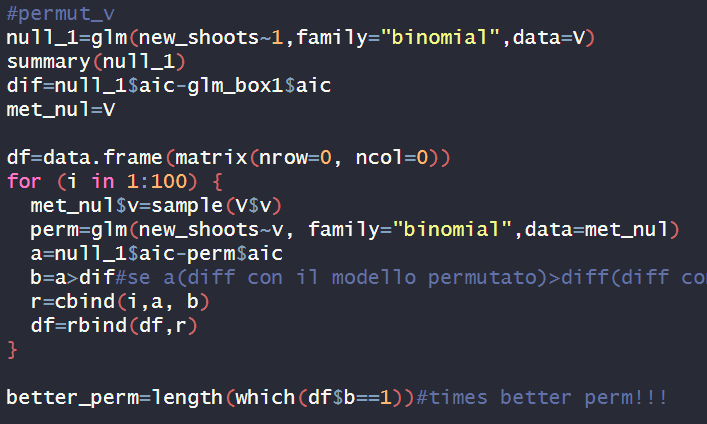 #permut_v
null_1=glm(new_shoots~1,family="binomial",data=V)
summary(null_1)
dif=null_1$aic-glm_box1$aic
met_nul=V
df=data.frame(matrix(nrow=0, ncol=0))
for (i in 1:100) {
met_nul$v=sample(V$v)
perm=glm(new_shoots~v, family="binomial",data=met_nul)
a=null_1$aic-perm$aic
b=a>dif#se a(diff con il modello permutato)>diff(diff co
r=cbind(i,a, b)
df=rbind(df,r)
}
better_perm=length(which(df$b==1))#times better perm!!!